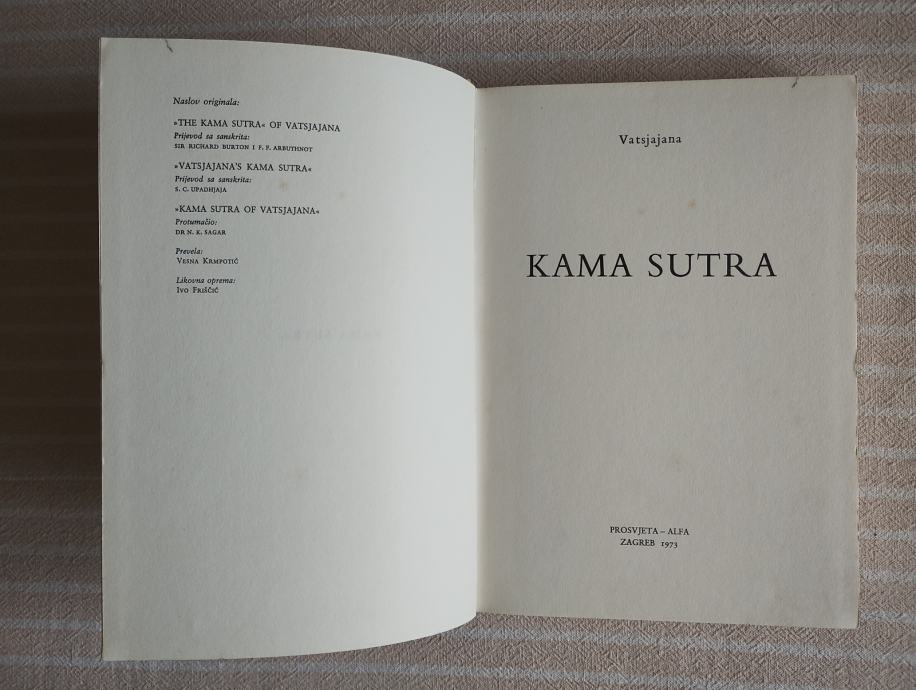 Naslov originala:
»THE KAMA SUTRA« OF VATSJAJANA
Prijevod sa sanskrita:
SIR RICHARD BURTON I F. F. ARBUTHNOT
»VATSJAJANA'S KAMA SUTRA«
Prijevod sa sanskrita:
S. C. UPADHJAJA
»KAMA SUTRA OF VATSJAJANA«
Protumačio:
DR N. K. SAGAR
Prevela:
VESNA KRMPOTIĆ
Likovna oprema:
IVO FRIŠČIĆ
Vatsjajana
KAMA SUTRA
PROSVJETA – ALFA
ZAGREB 1973